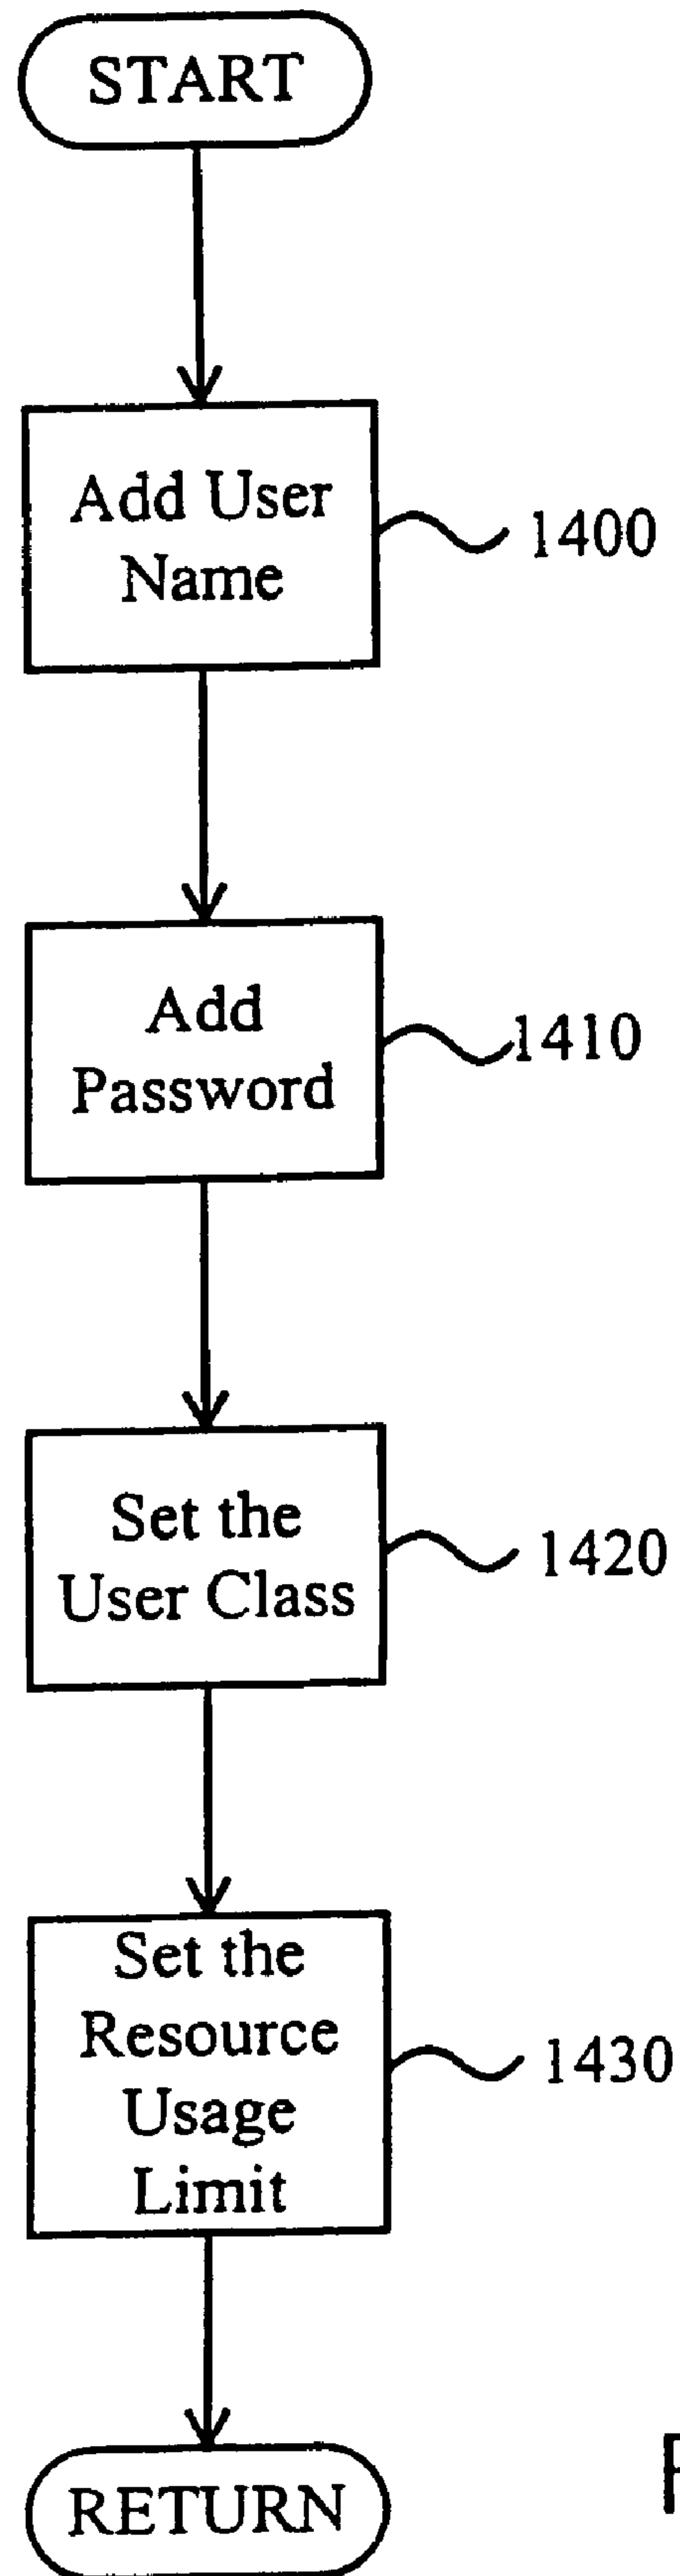 START
Add User
Name
1400
Add
Password
1410
Set the
User Class
1420
Set the
Resource
Usage
Limit
1430
RETURN